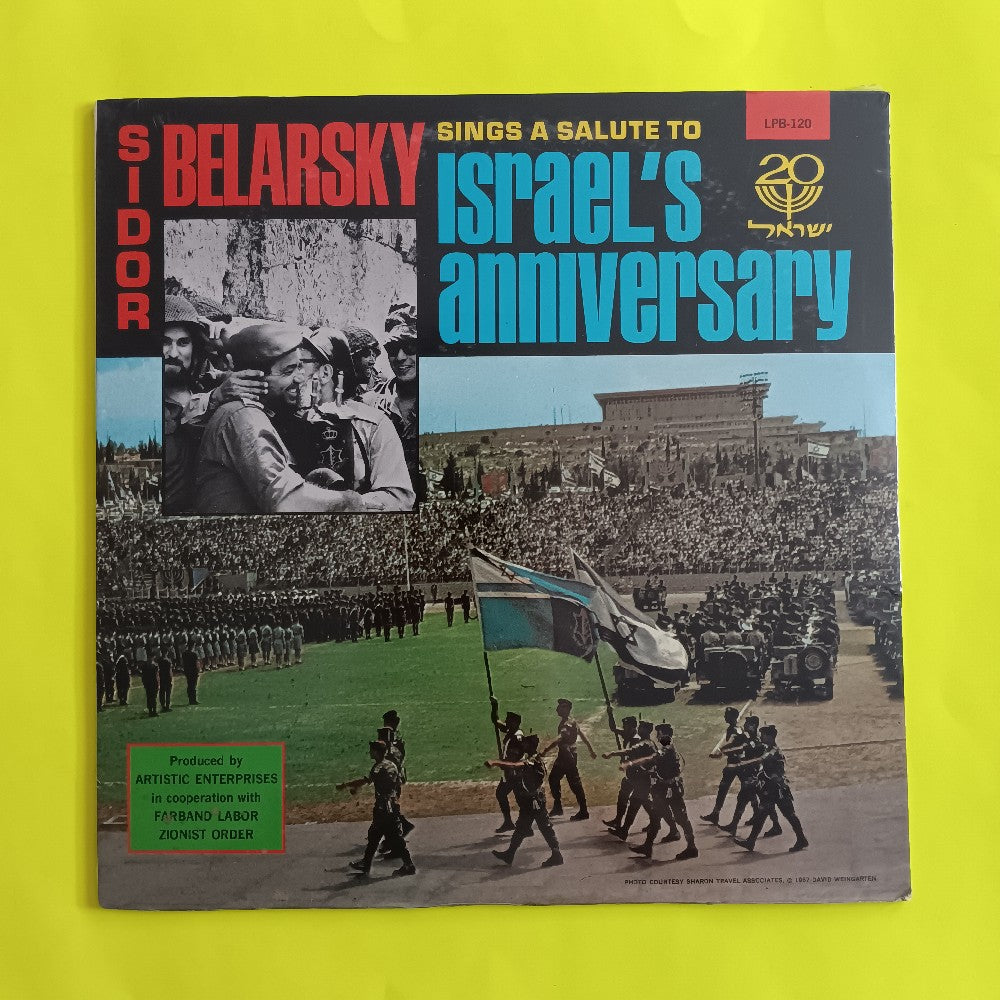 SIDOR
BELARSKY
SINGS A SALUTE TO
ISRAEL'S
ANNIVERSARY
LPB-120
20
ישראל
Produced by
ARTISTIC ENTERPRISES
in cooperation with
FARBAND LABOR
ZIONIST ORDER
PHOTO COURTESY SHARON TRAVEL ASSOCIATES, © 1967 DAVID WEINGARTEN